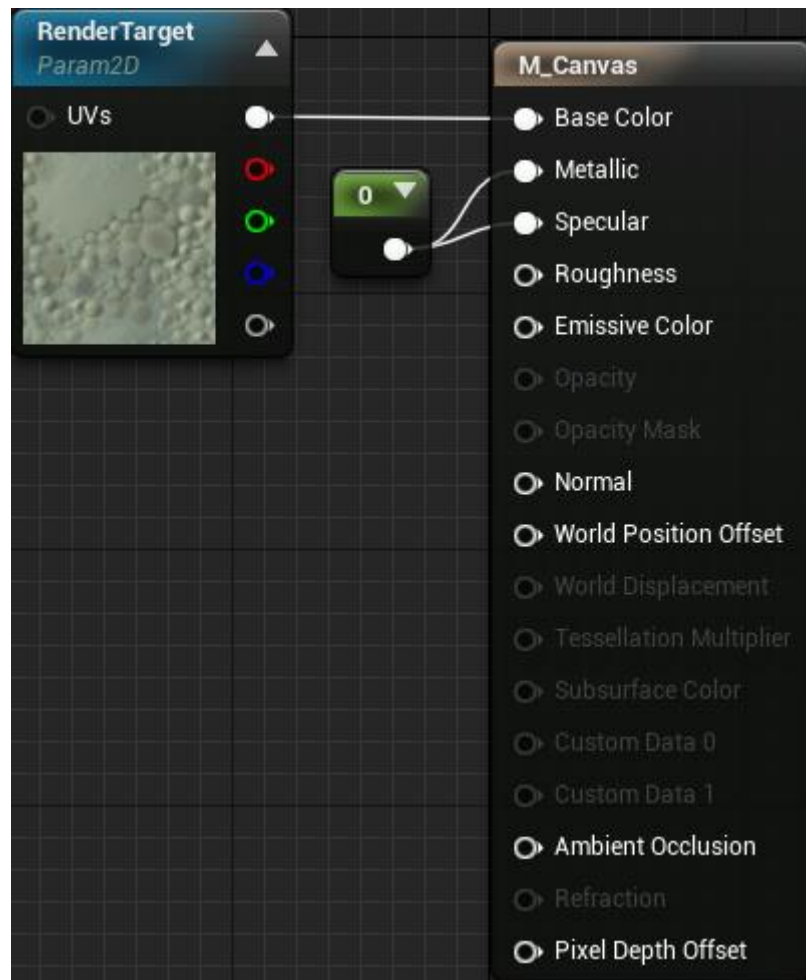 RenderTarget
Param2D
UVs
0
M_Canvas
Base Color
Metallic
Specular
Roughness
Emissive Color
Opacity
Opacity Mask
Normal
World Position Offset
World Displacement
Tessellation Multiplier
Subsurface Color
Custom Data 0
Custom Data 1
Ambient Occlusion
Refraction
Pixel Depth Offset